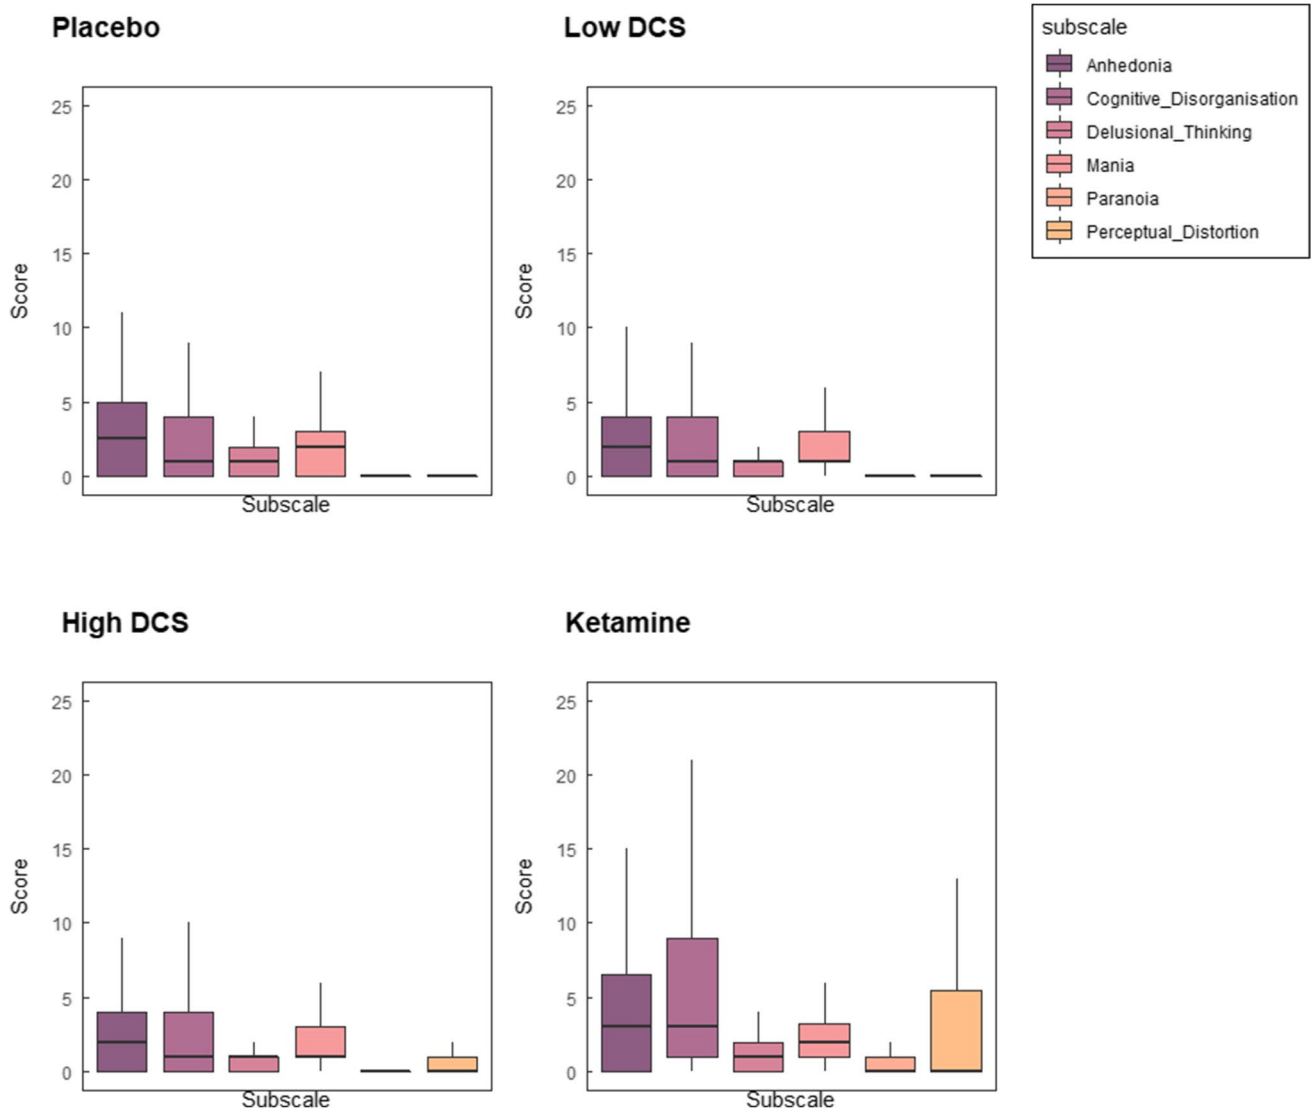 Placebo
Low DCS
subscale
Anhedonia
Cognitive_Disorganisation
Delusional_Thinking
Mania
Paranoia
Perceptual_Distortion
Score
25
20
15
10
5
0
Subscale
Score
25
20
15
10
5
0
Subscale
High DCS
Ketamine
Score
25
20
15
10
5
0
Subscale
Score
25
20
15
10
5
0
Subscale